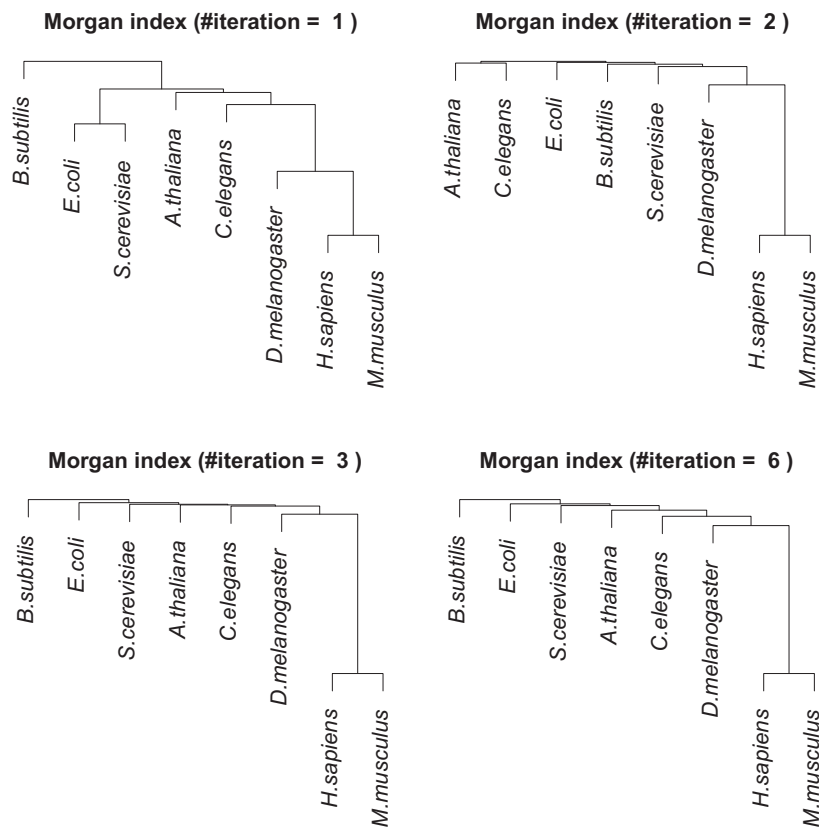 Morgan index (#iteration = 1 )
B.subtilis
E.coli
S.cerevisiae
A.thaliana
C.elegans
D.melanogaster
H.sapiens
M.musculus
Morgan index (#iteration = 2 )
A.thaliana
C.elegans
E.coli
B.subtilis
S.cerevisiae
D.melanogaster
H.sapiens
M.musculus
Morgan index (#iteration = 3 )
B.subtilis
E.coli
S.cerevisiae
A.thaliana
C.elegans
D.melanogaster
H.sapiens
M.musculus
Morgan index (#iteration = 6 )
B.subtilis
E.coli
S.cerevisiae
A.thaliana
C.elegans
D.melanogaster
H.sapiens
M.musculus